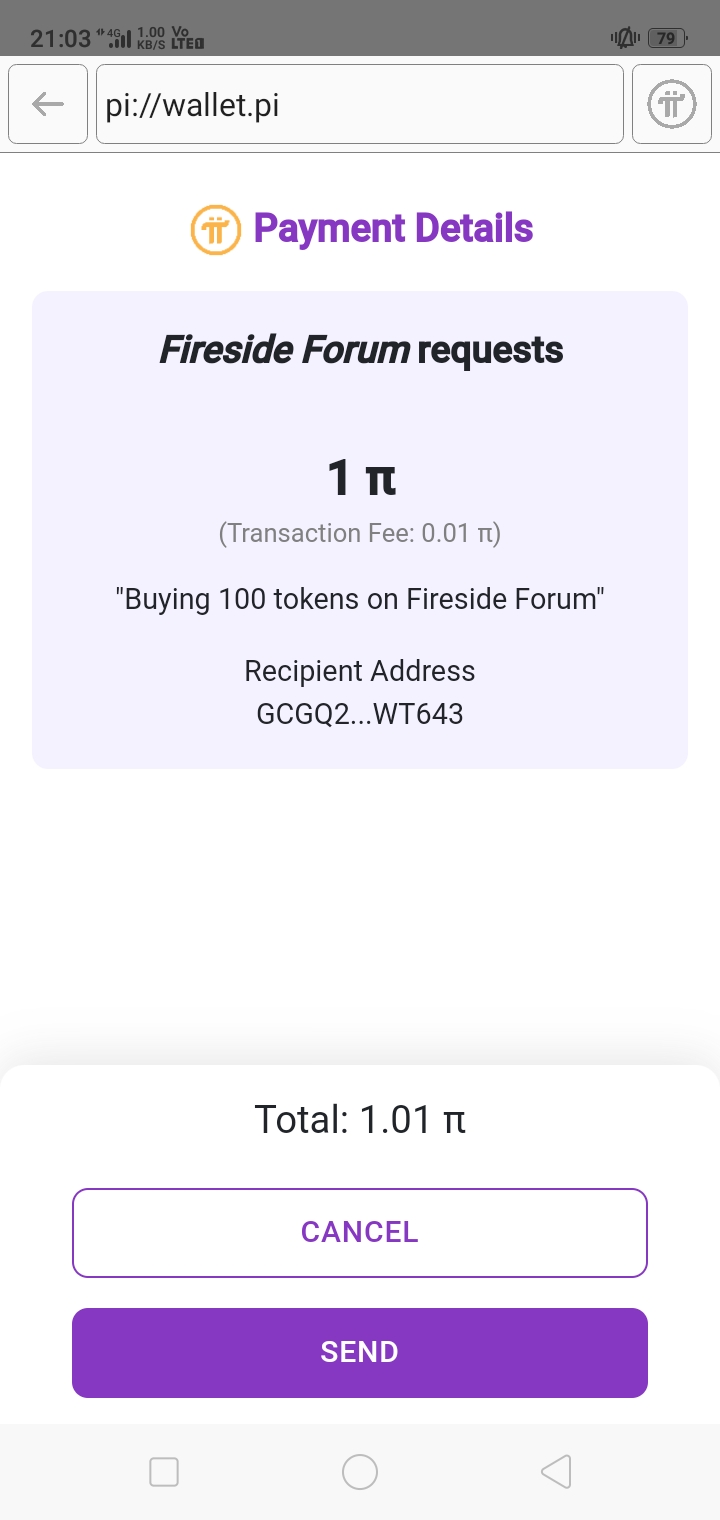 21:03 4G 1.00 KB/S Vo LTE 79
pi://wallet.pi
Payment Details
Fireside Forum requests
1 π
(Transaction Fee: 0.01 π)
"Buying 100 tokens on Fireside Forum"
Recipient Address
GCGQ2...WT643
Total: 1.01 π
CANCEL
SEND